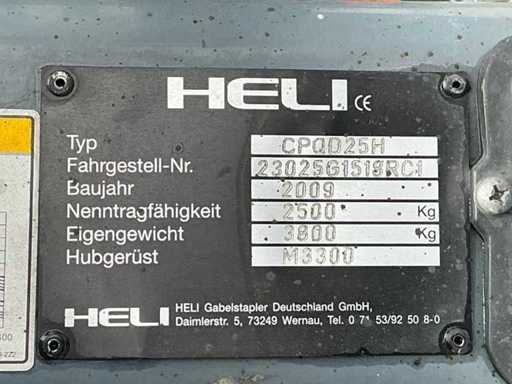 HELI CE
Typ CPQD25H
Fahrgestell-Nr.
Baujahr 2009
Nenntragfähigkeit 2500 Kg
Eigengewicht 3800 Kg
Hubgerüst M3300
HELI HELI Gabelstapler Deutschland GmbH,
Daimlerstr. 5, 73249 Wernau, Tel. 0 71 53/92 50 8-0